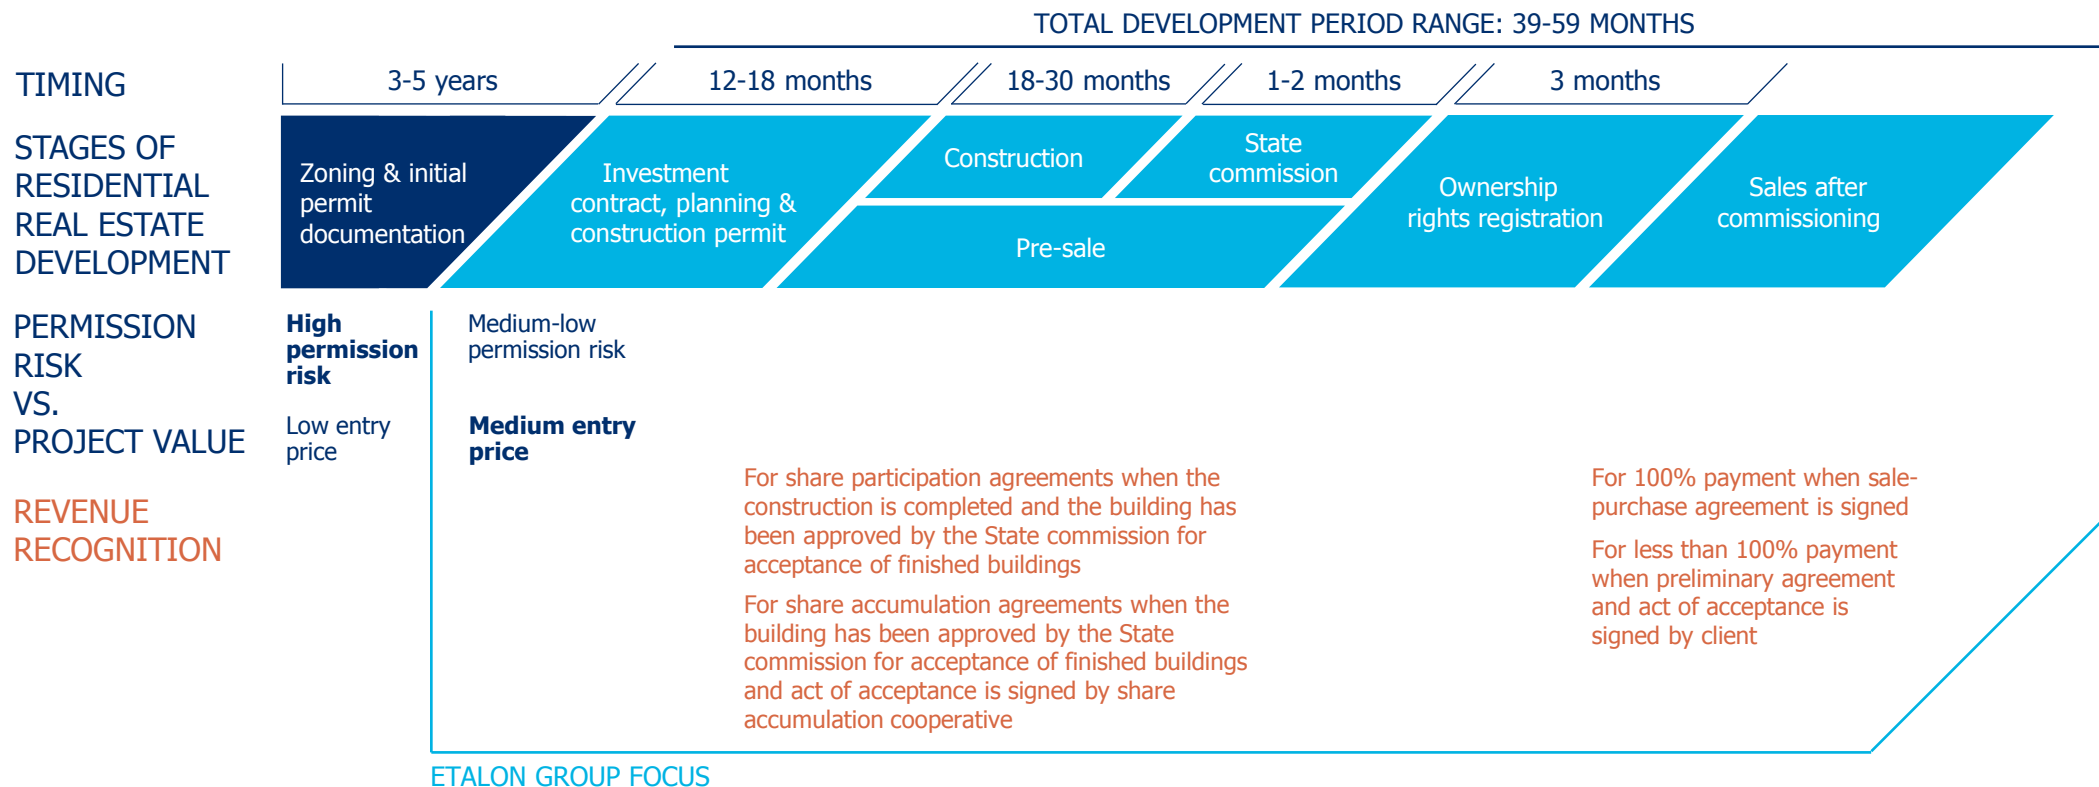 TOTAL DEVELOPMENT PERIOD RANGE: 39-59 MONTHS
TIMING
3-5 years
12-18 months
18-30 months
1-2 months
3 months
STAGES OF
RESIDENTIAL
REAL ESTATE
DEVELOPMENT
Zoning & initial
permit
documentation
Investment
contract, planning &
construction permit
Construction
State
commission
Pre-sale
Ownership
rights registration
Sales after
commissioning
PERMISSION
RISK
VS.
PROJECT VALUE
High
permission
risk
Medium-low
permission risk
Low entry
price
Medium entry
price
REVENUE
RECOGNITION
For share participation agreements when the
construction is completed and the building has
been approved by the State commission for
acceptance of finished buildings
For share accumulation agreements when the
building has been approved by the State
commission for acceptance of finished buildings
and act of acceptance is signed by share
accumulation cooperative
For 100% payment when sale-
purchase agreement is signed
For less than 100% payment
when preliminary agreement
and act of acceptance is
signed by client
ETALON GROUP FOCUS